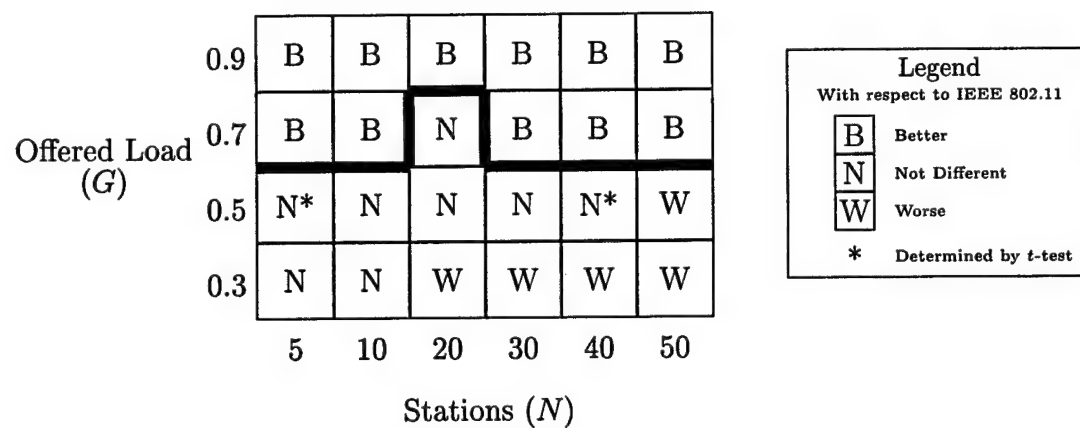 0.9 B B B B B B
0.7 B B N B B B
Offered Load
(G)
0.5 N* N N N N* W
0.3 N N W W W W
5 10 20 30 40 50
Stations (N)
Legend
With respect to IEEE 802.11
B Better
N Not Different
W Worse
* Determined by t-test